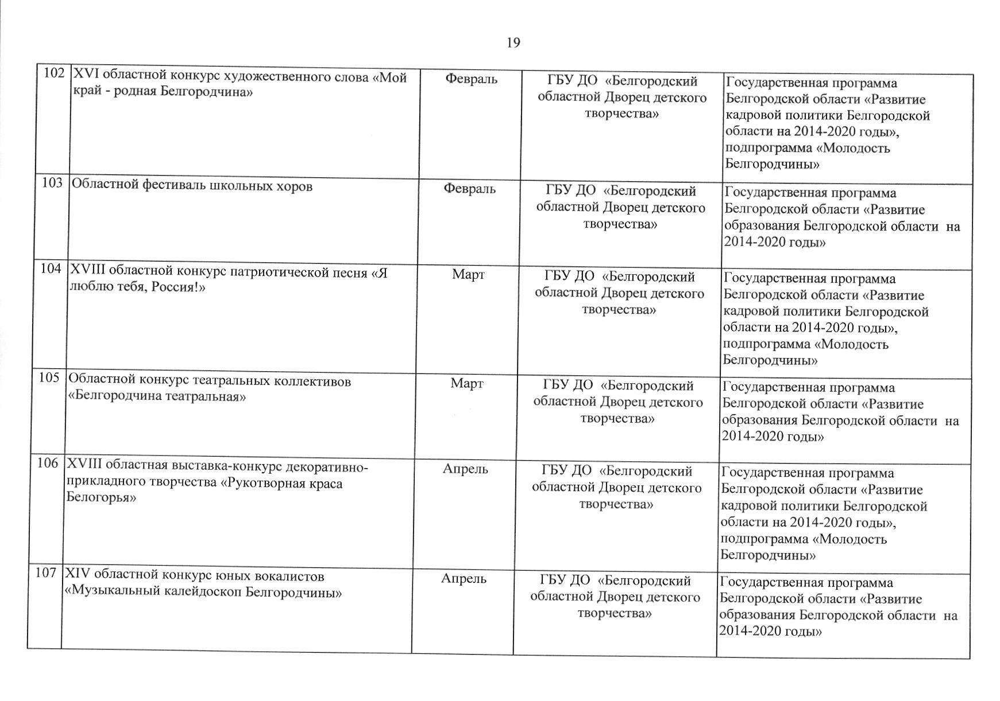 19
102
XVI областной конкурс художественного слова «Мой
край - родная Белгородчина»
Февраль
ГБУ ДО «Белгородский
областной Дворец детского
творчества»
Государственная программа
Белгородской области «Развитие
кадровой политики Белгородской
области на 2014-2020 годы»,
подпрограмма «Молодость
Белгородчины»
103
Областной фестиваль школьных хоров
Февраль
ГБУ ДО «Белгородский
областной Дворец детского
творчества»
Государственная программа
Белгородской области «Развитие
образования Белгородской области на
2014-2020 годы»
104
XVIII областной конкурс патриотической песня «Я
люблю тебя, Россия!»
Март
ГБУ ДО «Белгородский
областной Дворец детского
творчества»
Государственная программа
Белгородской области «Развитие
кадровой политики Белгородской
области на 2014-2020 годы»,
подпрограмма «Молодость
Белгородчины»
105
Областной конкурс театральных коллективов
«Белгородчина театральная»
Март
ГБУ ДО «Белгородский
областной Дворец детского
творчества»
Государственная программа
Белгородской области «Развитие
образования Белгородской области на
2014-2020 годы»
106
XVIII областная выставка-конкурс декоративно-
прикладного творчества «Рукотворная краса
Белогорья»
Апрель
ГБУ ДО «Белгородский
областной Дворец детского
творчества»
Государственная программа
Белгородской области «Развитие
кадровой политики Белгородской
области на 2014-2020 годы»,
подпрограмма «Молодость
Белгородчины»
107
XIV областной конкурс юных вокалистов
«Музыкальный калейдоскоп Белгородчины»
Апрель
ГБУ ДО «Белгородский
областной Дворец детского
творчества»
Государственная программа
Белгородской области «Развитие
образования Белгородской области на
2014-2020 годы»